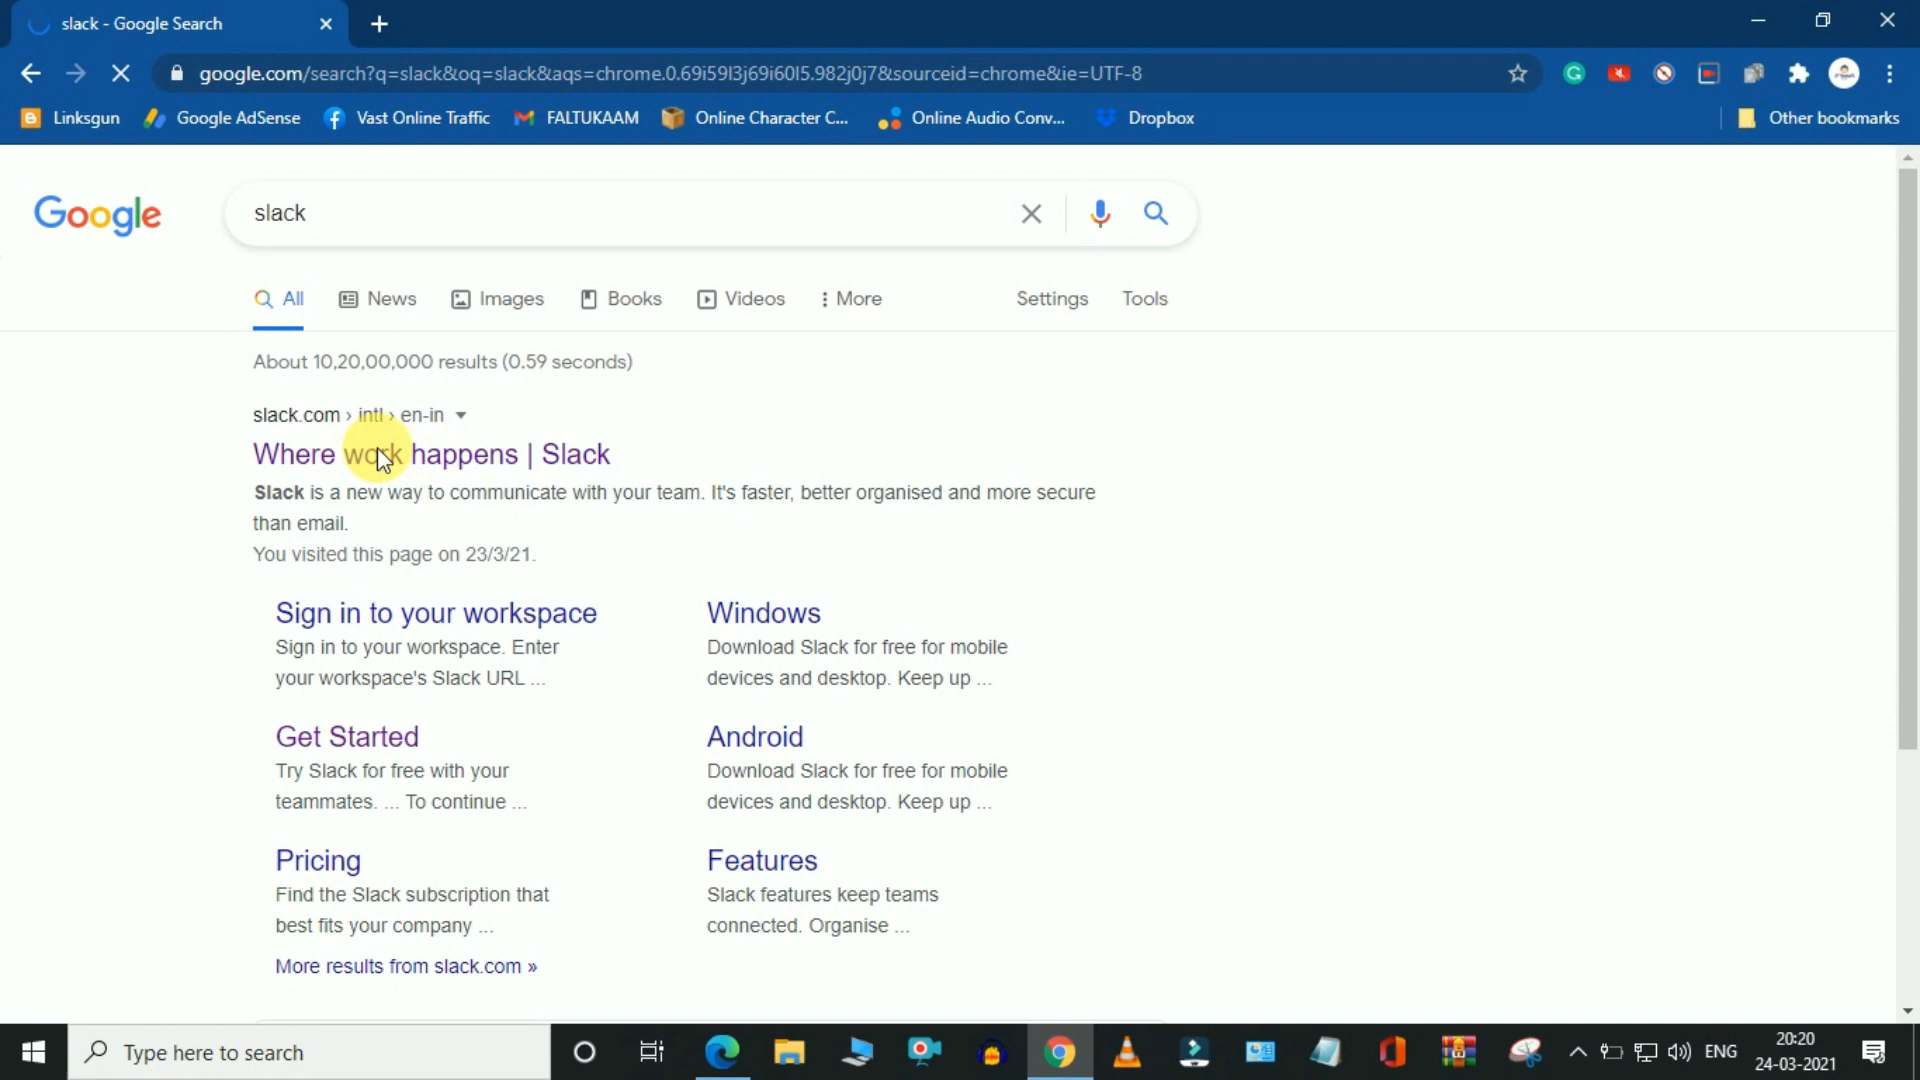 slack - Google Search
google.com/search?q=slack&oq=slack&aqs=chrome.0.69i59l3j69i60l5.982j0j7&sourceid=chrome&ie=UTF-8
Linksgun Google AdSense Vast Online Traffic FALTUKAAM Online Character C... Online Audio Conv... Dropbox Other bookmarks
Google slack
All News Images Books Videos More Settings Tools
About 10,20,00,000 results (0.59 seconds)
slack.com › intl › en-in
Where work happens | Slack
Slack is a new way to communicate with your team. It's faster, better organised and more secure
than email.
You visited this page on 23/3/21.
Sign in to your workspace
Sign in to your workspace. Enter
your workspace's Slack URL ...
Windows
Download Slack for free for mobile
devices and desktop. Keep up ...
Get Started
Try Slack for free with your
teammates. ... To continue ...
Android
Download Slack for free for mobile
devices and desktop. Keep up ...
Pricing
Find the Slack subscription that
best fits your company ...
Features
Slack features keep teams
connected. Organise ...
More results from slack.com »
Type here to search
ENG
20:20
24-03-2021